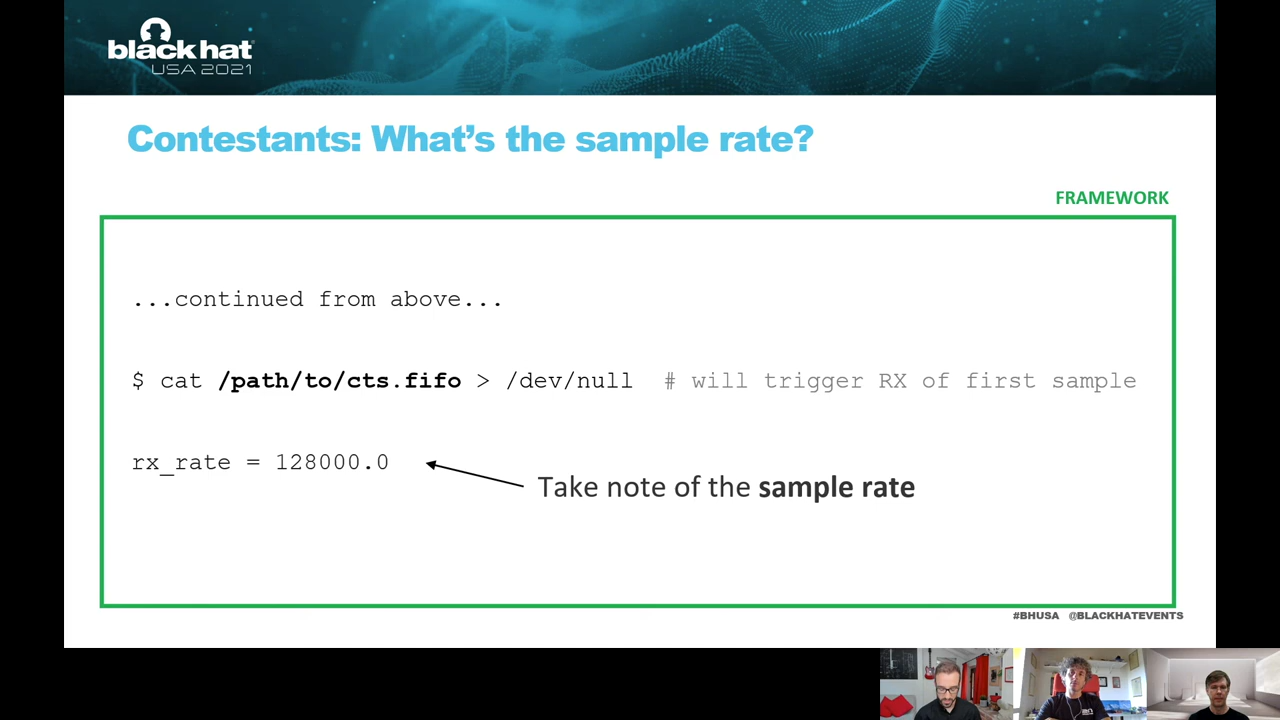 black hat
USA 2021
Contestants: What's the sample rate?
FRAMEWORK
...continued from above...
$ cat /path/to/cts.fifo > /dev/null # will trigger RX of first sample
rx_rate = 128000.0
Take note of the sample rate
#BHUSA @BLACKHATEVENTS